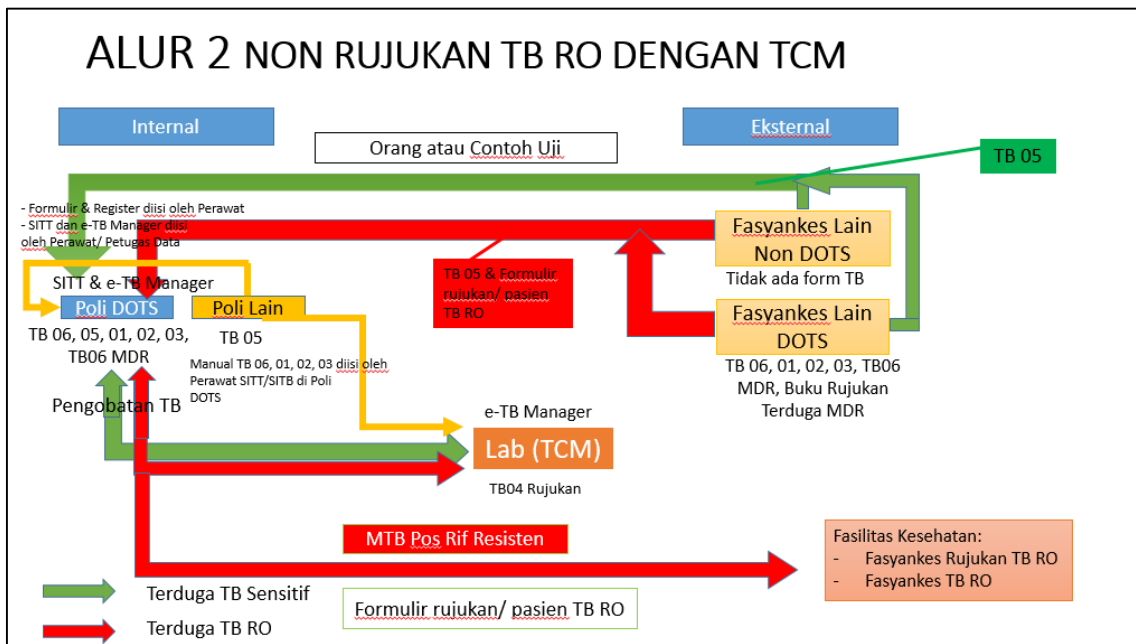 ALUR 2 NON RUJUKAN TB RO DENGAN TCM
Internal
Eksternal
Orang atau Contoh Uji
TB 05
- Formulir & Register diisi oleh Perawat
- SITT dan e-TB Manager diisi
oleh Perawat/ Petugas Data
Fasyankes Lain
Non DOTS
Tidak ada form TB
TB 05 & Formulir
rujukan/ pasien
TB RO
SITT & e-TB Manager
Poli DOTS
TB 06, 05, 01, 02, 03,
TB06 MDR
Poli Lain
TB 05
Manual TB 06, 01, 02, 03 diisi oleh
Perawat SITT/SITB di Poli
DOTS
Fasyankes Lain
DOTS
TB 06, 01, 02, 03, TB06
MDR, Buku Rujukan
Terduga MDR
Pengobatan TB
e-TB Manager
Lab (TCM)
TB04 Rujukan
MTB Pos Rif Resisten
Fasilitas Kesehatan:
- Fasyankes Rujukan TB RO
- Fasyankes TB RO
Terduga TB Sensitif
Formulir rujukan/ pasien TB RO
Terduga TB RO